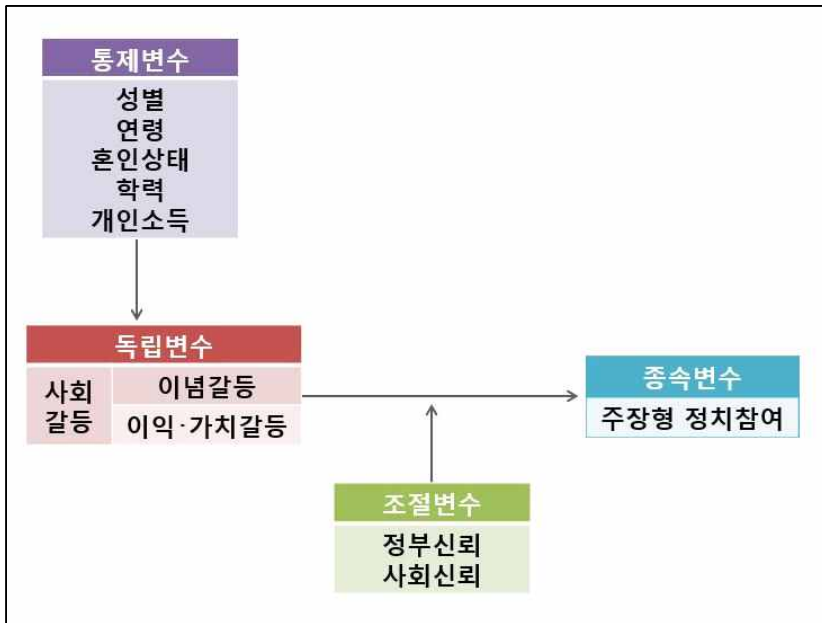 통제변수
성별
연령
혼인상태
학력
개인소득
독립변수
사회
갈등
이념갈등
이익·가치갈등
종속변수
주장형 정치참여
조절변수
정부신뢰
사회신뢰